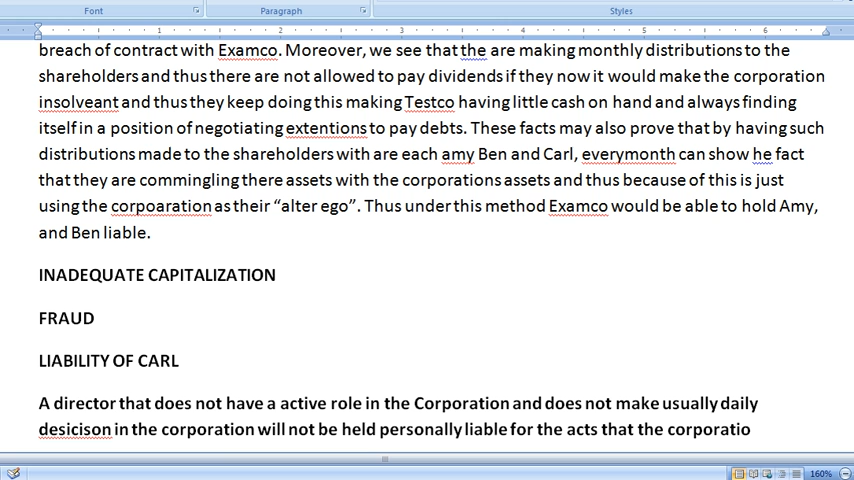 Font Paragraph Styles
1 2 3 4 5 6
breach of contract with Examco. Moreover, we see that the are making monthly distributions to the
shareholders and thus there are not allowed to pay dividends if they now it would make the corporation
insolveant and thus they keep doing this making Testco having little cash on hand and always finding
itself in a position of negotiating extentions to pay debts. These facts may also prove that by having such
distributions made to the shareholders with are each amy Ben and Carl, everymonth can show he fact
that they are commingling there assets with the corporations assets and thus because of this is just
using the corpoaration as their “alter ego”. Thus under this method Examco would be able to hold Amy,
and Ben liable.
INADEQUATE CAPITALIZATION
FRAUD
LIABILITY OF CARL
A director that does not have a active role in the Corporation and does not make usually daily
desicison in the corporation will not be held personally liable for the acts that the corporatio
160%